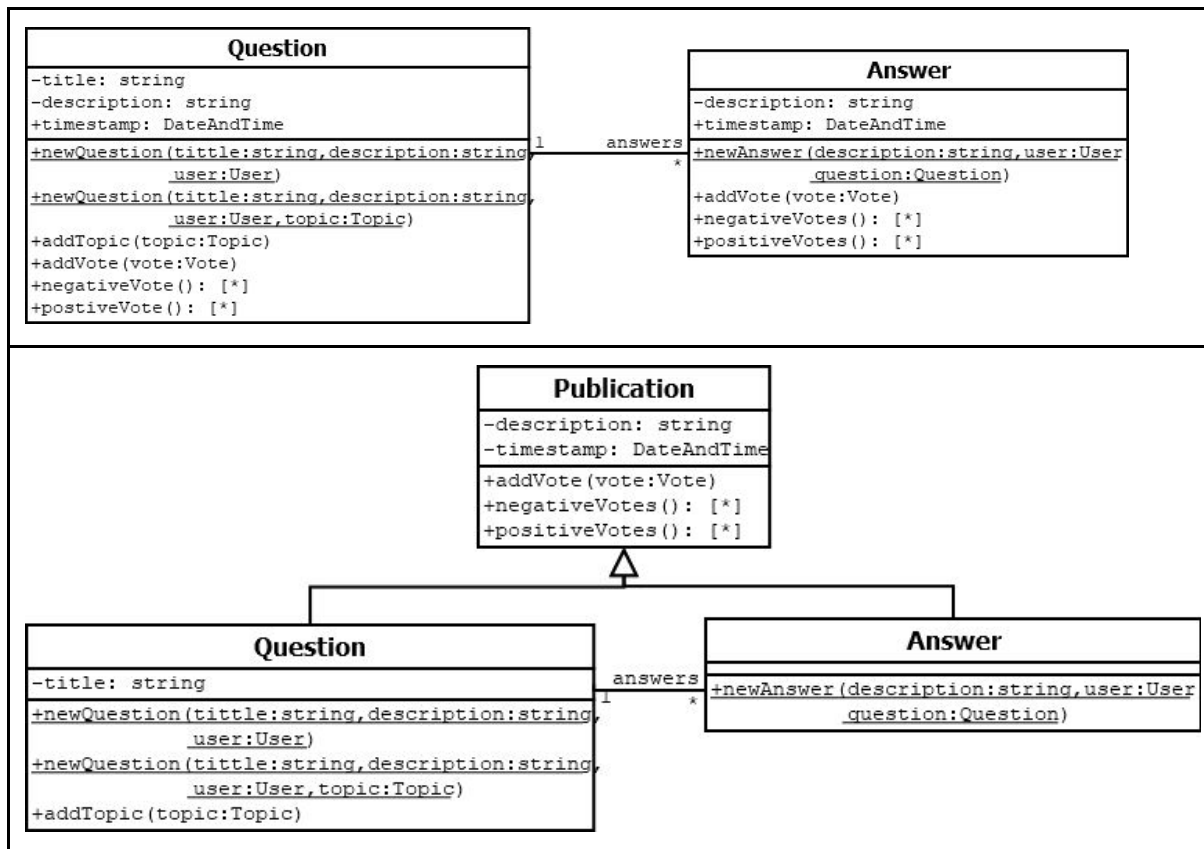 Question
-title: string
-description: string
+timestamp: DateAndTime
+newQuestion(tittle:string,description:string,
user:User)
+newQuestion(tittle:string,description:string,
user:User,topic:Topic)
+addTopic(topic:Topic)
+addVote(vote:Vote)
+negativeVote(): [*]
+postiveVote(): [*]
1
answers
*
Answer
-description: string
+timestamp: DateAndTime
+newAnswer(description:string,user:User
question:Question)
+addVote(vote:Vote)
+negativeVotes(): [*]
+positiveVotes(): [*]
Publication
-description: string
-timestamp: DateAndTime
+addVote(vote:Vote)
+negativeVotes(): [*]
+positiveVotes(): [*]
Question
-title: string
+newQuestion(tittle:string,description:string,
user:User)
+newQuestion(tittle:string,description:string,
user:User,topic:Topic)
+addTopic(topic:Topic)
answers
1
*
Answer
+newAnswer(description:string,user:User
question:Question)